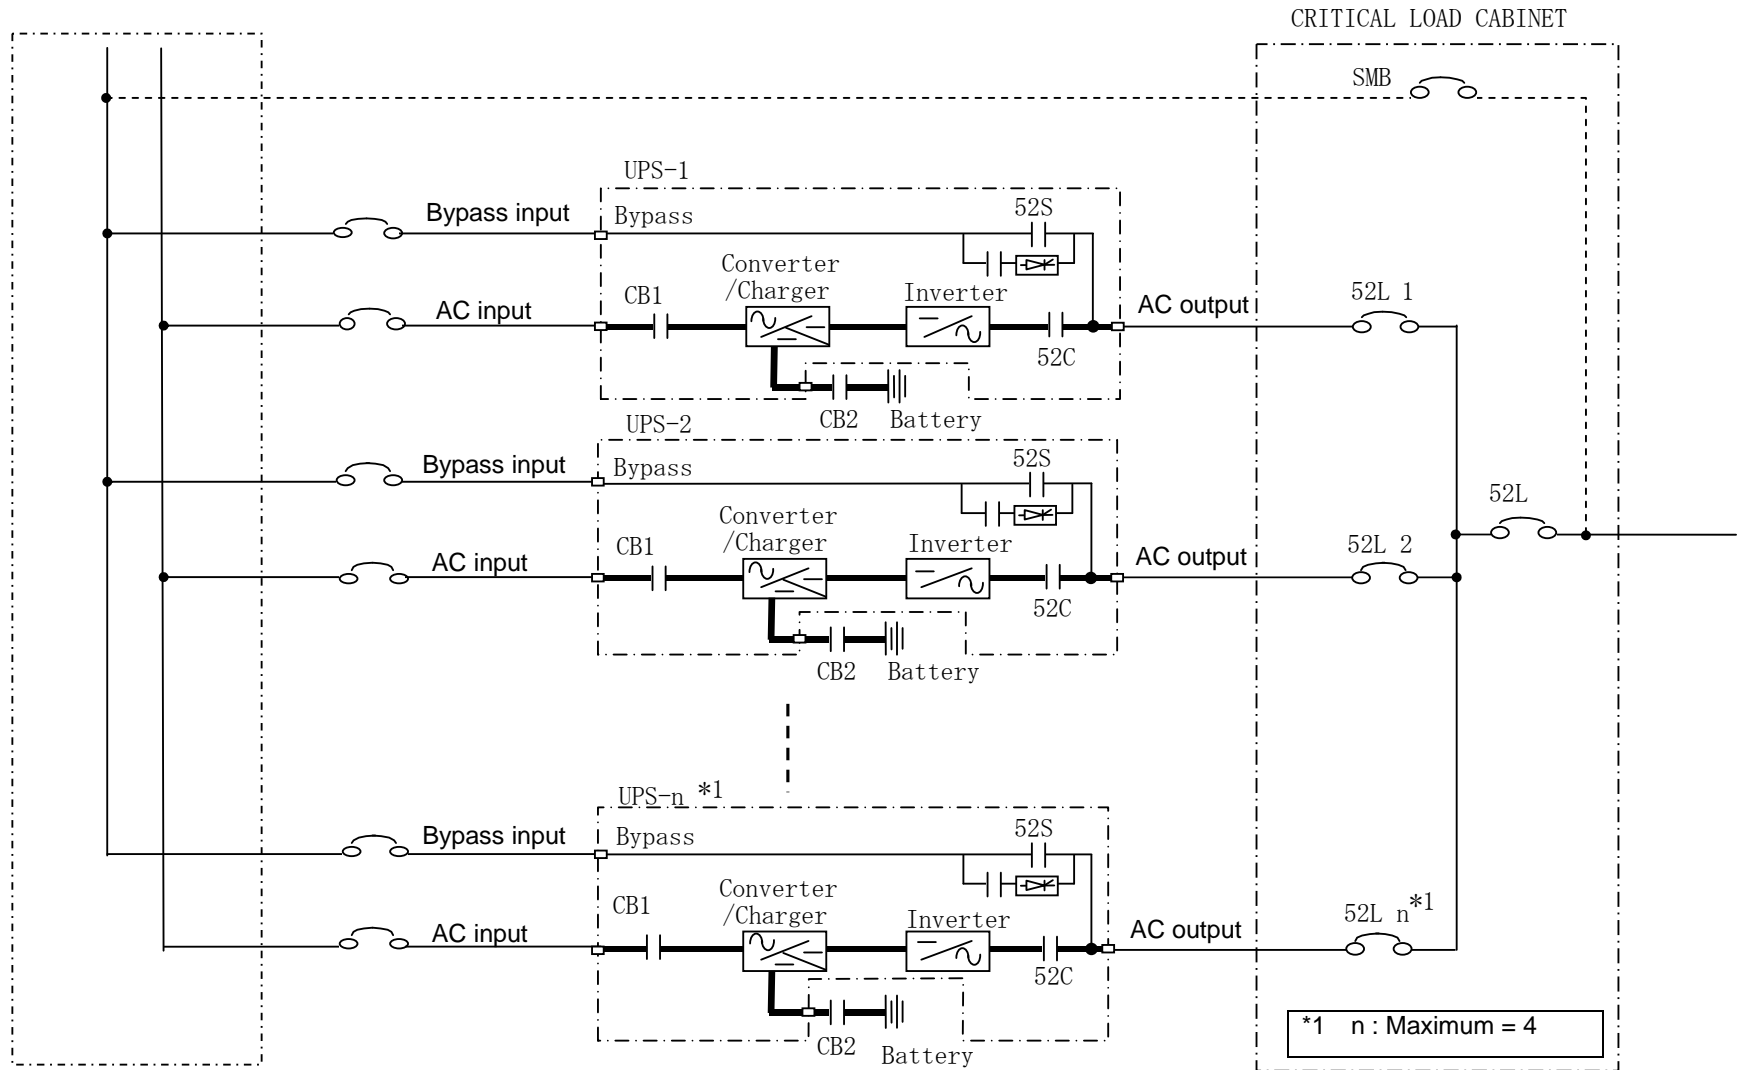 CRITICAL LOAD CABINET
SMB
UPS-1
Bypass input
Bypass
52S
Converter
/Charger
AC input
CB1
Inverter
AC output
52L 1
52C
CB2
Battery
UPS-2
Bypass input
Bypass
52S
52L
Converter
/Charger
AC input
CB1
Inverter
AC output
52L 2
52C
CB2
Battery
UPS-n *1
Bypass input
Bypass
52S
Converter
/Charger
AC input
CB1
Inverter
AC output
52L n*1
52C
CB2
Battery
*1 n : Maximum = 4